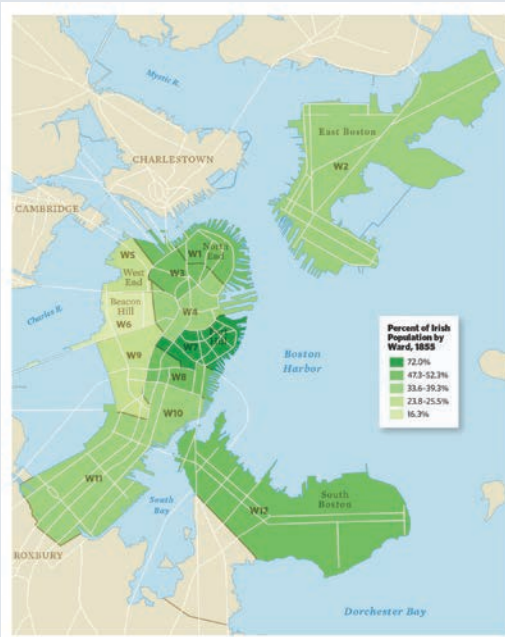 Mystic R.
East Boston
W2
CHARLESTOWN
CAMBRIDGE
W5
W1
North
End
West
End
W3
Beacon
Hill
W4
W6
Charles R.
Hill
W7
W9
W8
Boston
Harbor
Percent of Irish
Population by
Ward, 1855
72.0%
47.3-52.3%
33.6-39.3%
23.8-25.5%
16.3%
W10
W11
South
Bay
South
Boston
W12
ROXBURY
Dorchester Bay